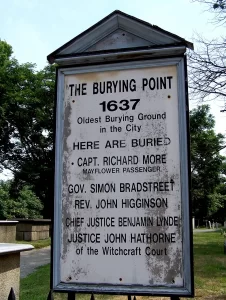 THE BURYING POINT
1637
Oldest Burying Ground
in the City
HERE ARE BURIED
• CAPT. RICHARD MORE
MAYFLOWER PASSENGER
GOV. SIMON BRADSTREET
REV. JOHN HIGGINSON
CHIEF JUSTICE BENJAMIN LYNDE
JUSTICE JOHN HATHORNE
of the Witchcraft Court